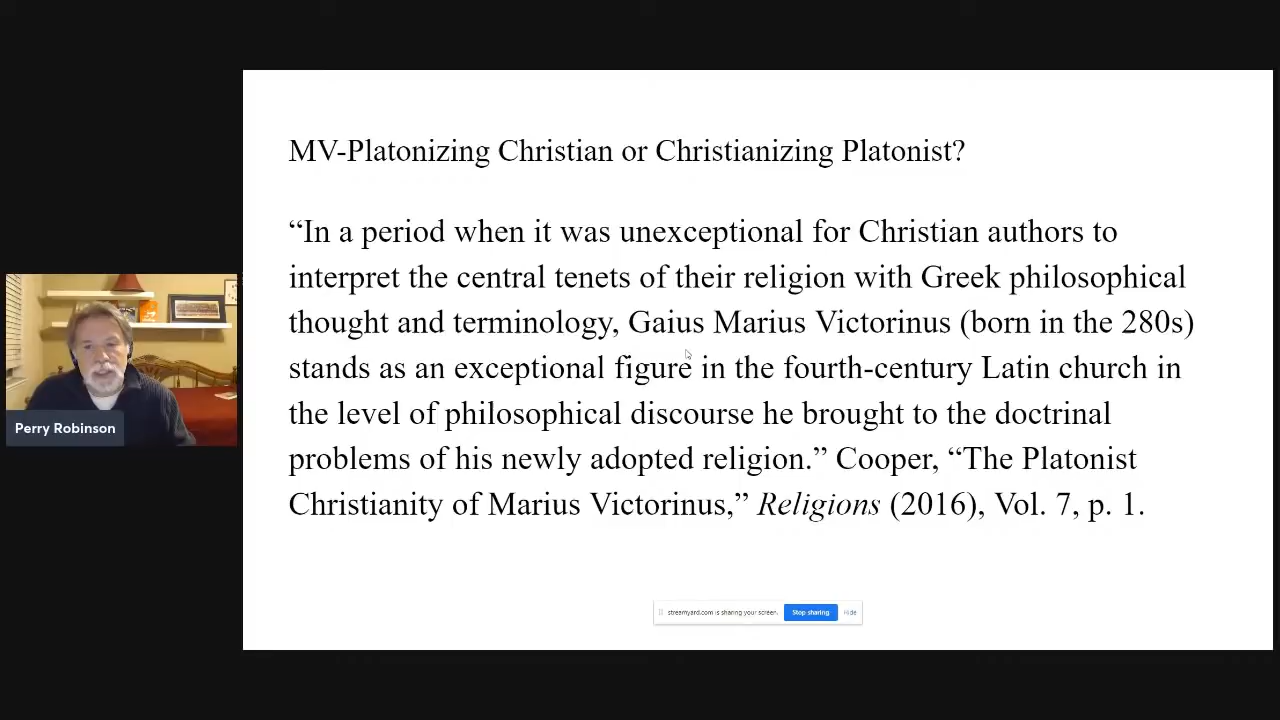 MV-Platonizing Christian or Christianizing Platonist?
“In a period when it was unexceptional for Christian authors to
interpret the central tenets of their religion with Greek philosophical
thought and terminology, Gaius Marius Victorinus (born in the 280s)
stands as an exceptional figure in the fourth-century Latin church in
the level of philosophical discourse he brought to the doctrinal
problems of his newly adopted religion.” Cooper, “The Platonist
Christianity of Marius Victorinus,” Religions (2016), Vol. 7, p. 1.
Perry Robinson
streamyard.com is sharing your screen. Stop sharing Hide